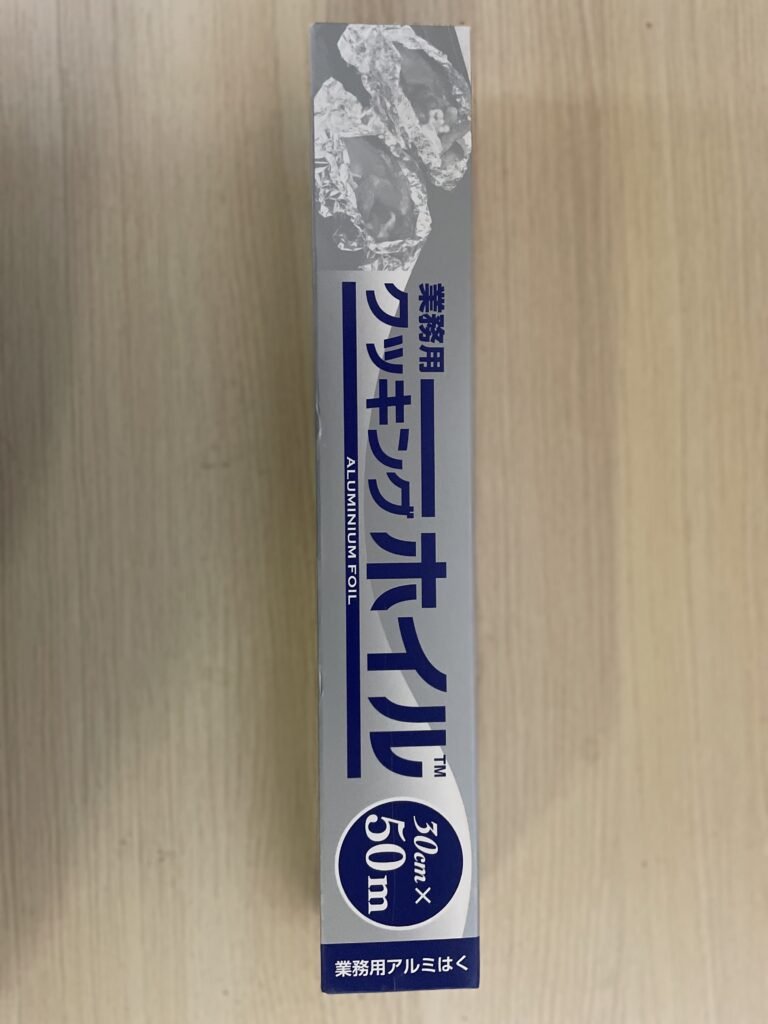 業務用
クッキングホイル™
ALUMINIUM FOIL
30cm×
50m
業務用アルミはく